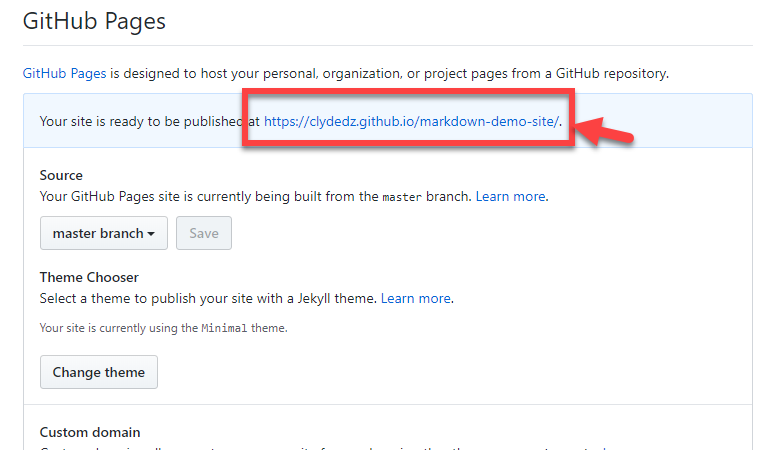 GitHub Pages
GitHub Pages is designed to host your personal, organization, or project pages from a GitHub repository.
Your site is ready to be published at https://clydedz.github.io/markdown-demo-site/.
Source
Your GitHub Pages site is currently being built from the master branch. Learn more.
master branch Save
Theme Chooser
Select a theme to publish your site with a Jekyll theme. Learn more.
Your site is currently using the Minimal theme.
Change theme
Custom domain